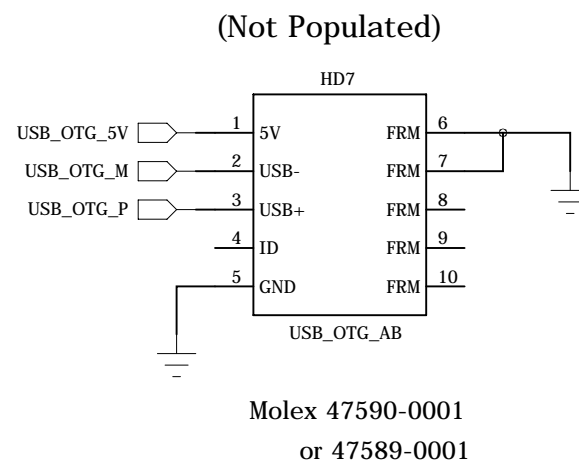 (Not Populated)
HD7
USB_OTG_5V 1 5V FRM 6
USB_OTG_M 2 USB- FRM 7
USB_OTG_P 3 USB+ FRM 8
4 ID FRM 9
5 GND FRM 10
USB_OTG_AB
Molex 47590-0001
or 47589-0001